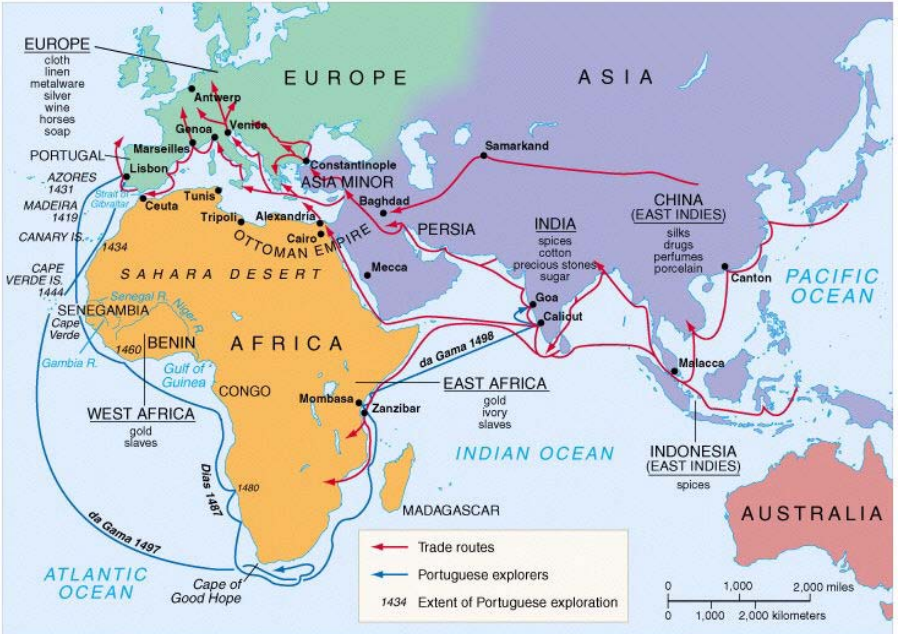 EUROPE
cloth
linen
metalware
silver
wine
horses
soap
EUROPE
ASIA
Antwerp
Genoa
Venice
Marseilles
PORTUGAL
Lisbon
Constantinople
Samarkand
ASIA MINOR
AZORES
1431
Strait of
Gibraltar
Tunis
Ceuta
MADEIRA
1419
Tripoli
Alexandria
Baghdad
CANARY IS.
1434
Cairo
OTTOMAN EMPIRE
PERSIA
INDIA
spices
cotton
precious stones
sugar
CHINA
(EAST INDIES)
silks
drugs
perfumes
porcelain
CAPE
VERDE IS.
1444
SAHARA DESERT
Mecca
Canton
PACIFIC
OCEAN
Senegal R.
SENEGAMBIA
Niger R.
Cape
Verde
Goa
Calicut
Gambia R.
1460
BENIN
AFRICA
da Gama 1498
Gulf of
Guinea
Malacca
CONGO
EAST AFRICA
gold
ivory
slaves
Mombasa
Zanzibar
WEST AFRICA
gold
slaves
INDIAN OCEAN
INDONESIA
(EAST INDIES)
spices
Dias 1487
1480
MADAGASCAR
AUSTRALIA
da Gama 1497
ATLANTIC
OCEAN
Cape of
Good Hope
Trade routes
Portuguese explorers
1434 Extent of Portuguese exploration
0 1,000 2,000 miles
0 1,000 2,000 kilometers